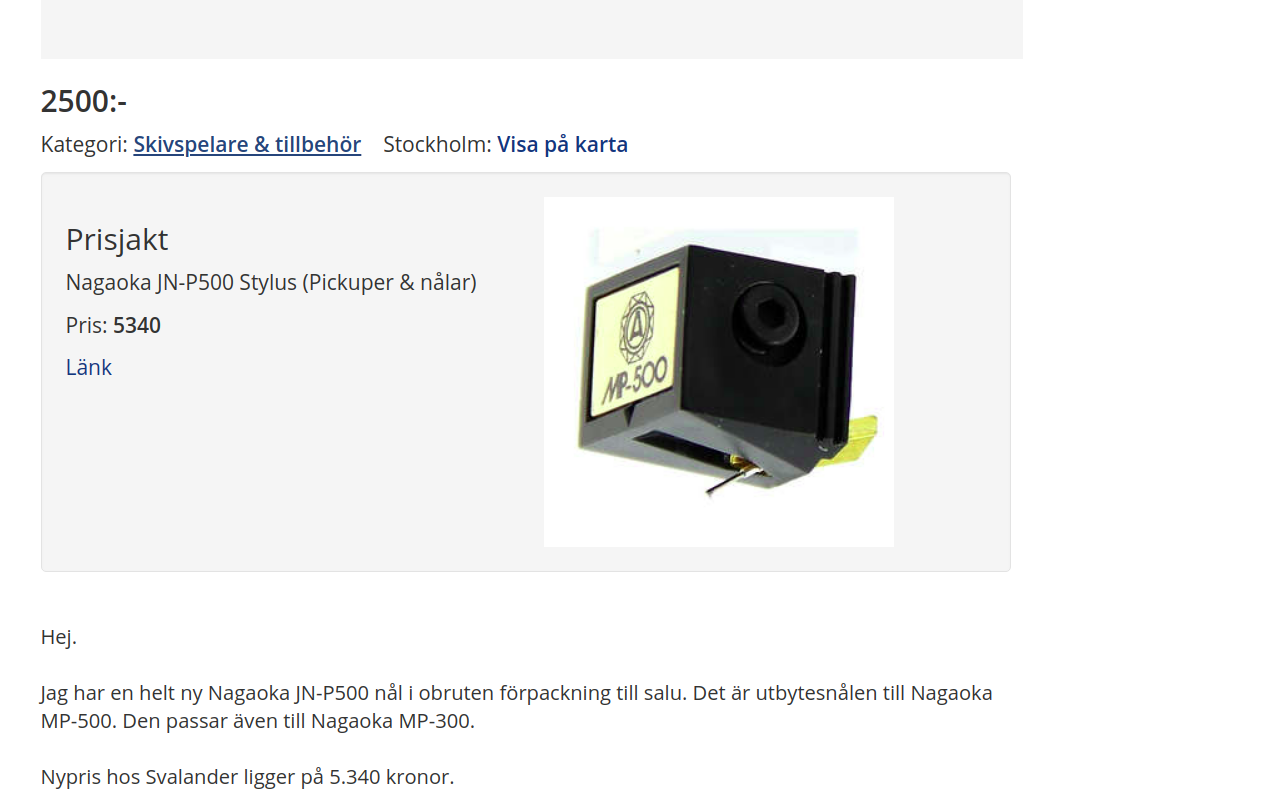 2500:-
Kategori: Skivspelare & tillbehör Stockholm: Visa på karta
Prisjakt
Nagaoka JN-P500 Stylus (Pickuper & nålar)
Pris: 5340
Länk
A
MP-500
Hej.
Jag har en helt ny Nagaoka JN-P500 nål i obruten förpackning till salu. Det är utbytesnålen till Nagaoka
MP-500. Den passar även till Nagaoka MP-300.
Nypris hos Svalander ligger på 5.340 kronor.